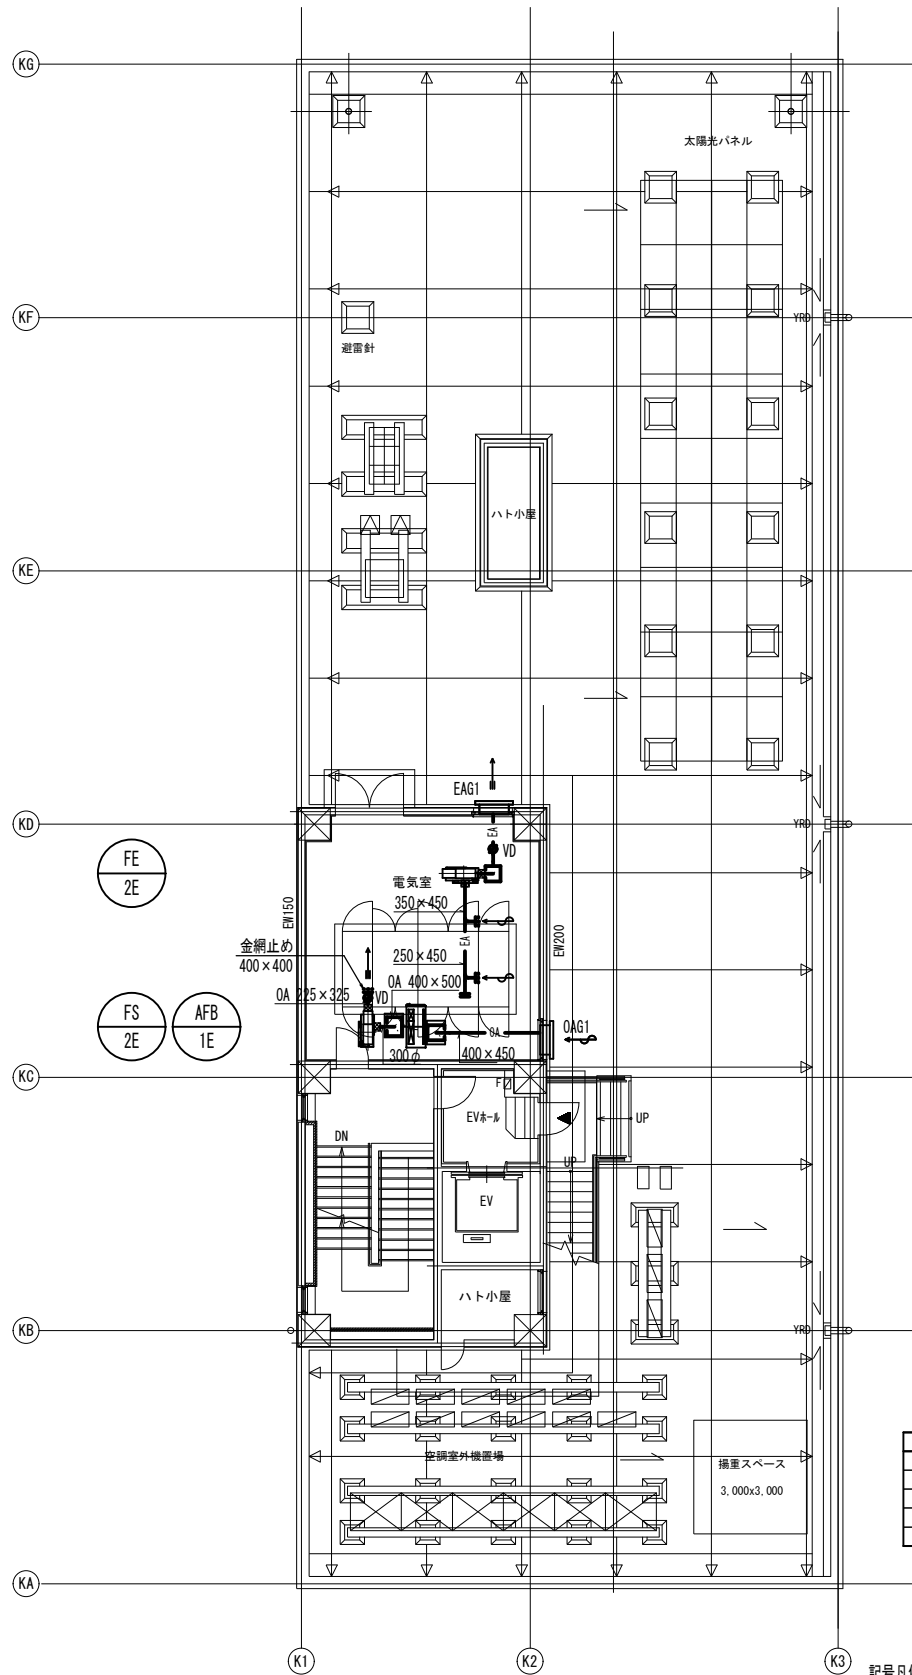 KG
太陽光パネル
KF
YRD
避雷針
ハト小屋
KE
EAG1
KD
EA
VD
YRD
FE
2E
電気室
350×450
EW150
EA
EW200
金網止め
400×400
250×450
OA 225×325
VD
OA 400×500
FS
2E
AFB
1E
OA
OAG1
300φ
400×450
KC
F
EVホール
UP
DN
UP
EV
ハト小屋
KB
YRD
空調室外機置場
揚重スペース
3,000x3,000
KA
K1
K2
K3